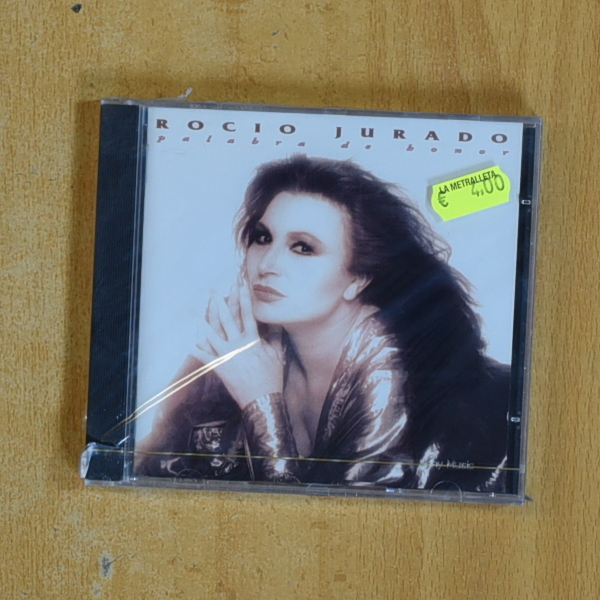 ROCIO JURADO
Palabra de honor
LA METRALLETA
€ 4,00